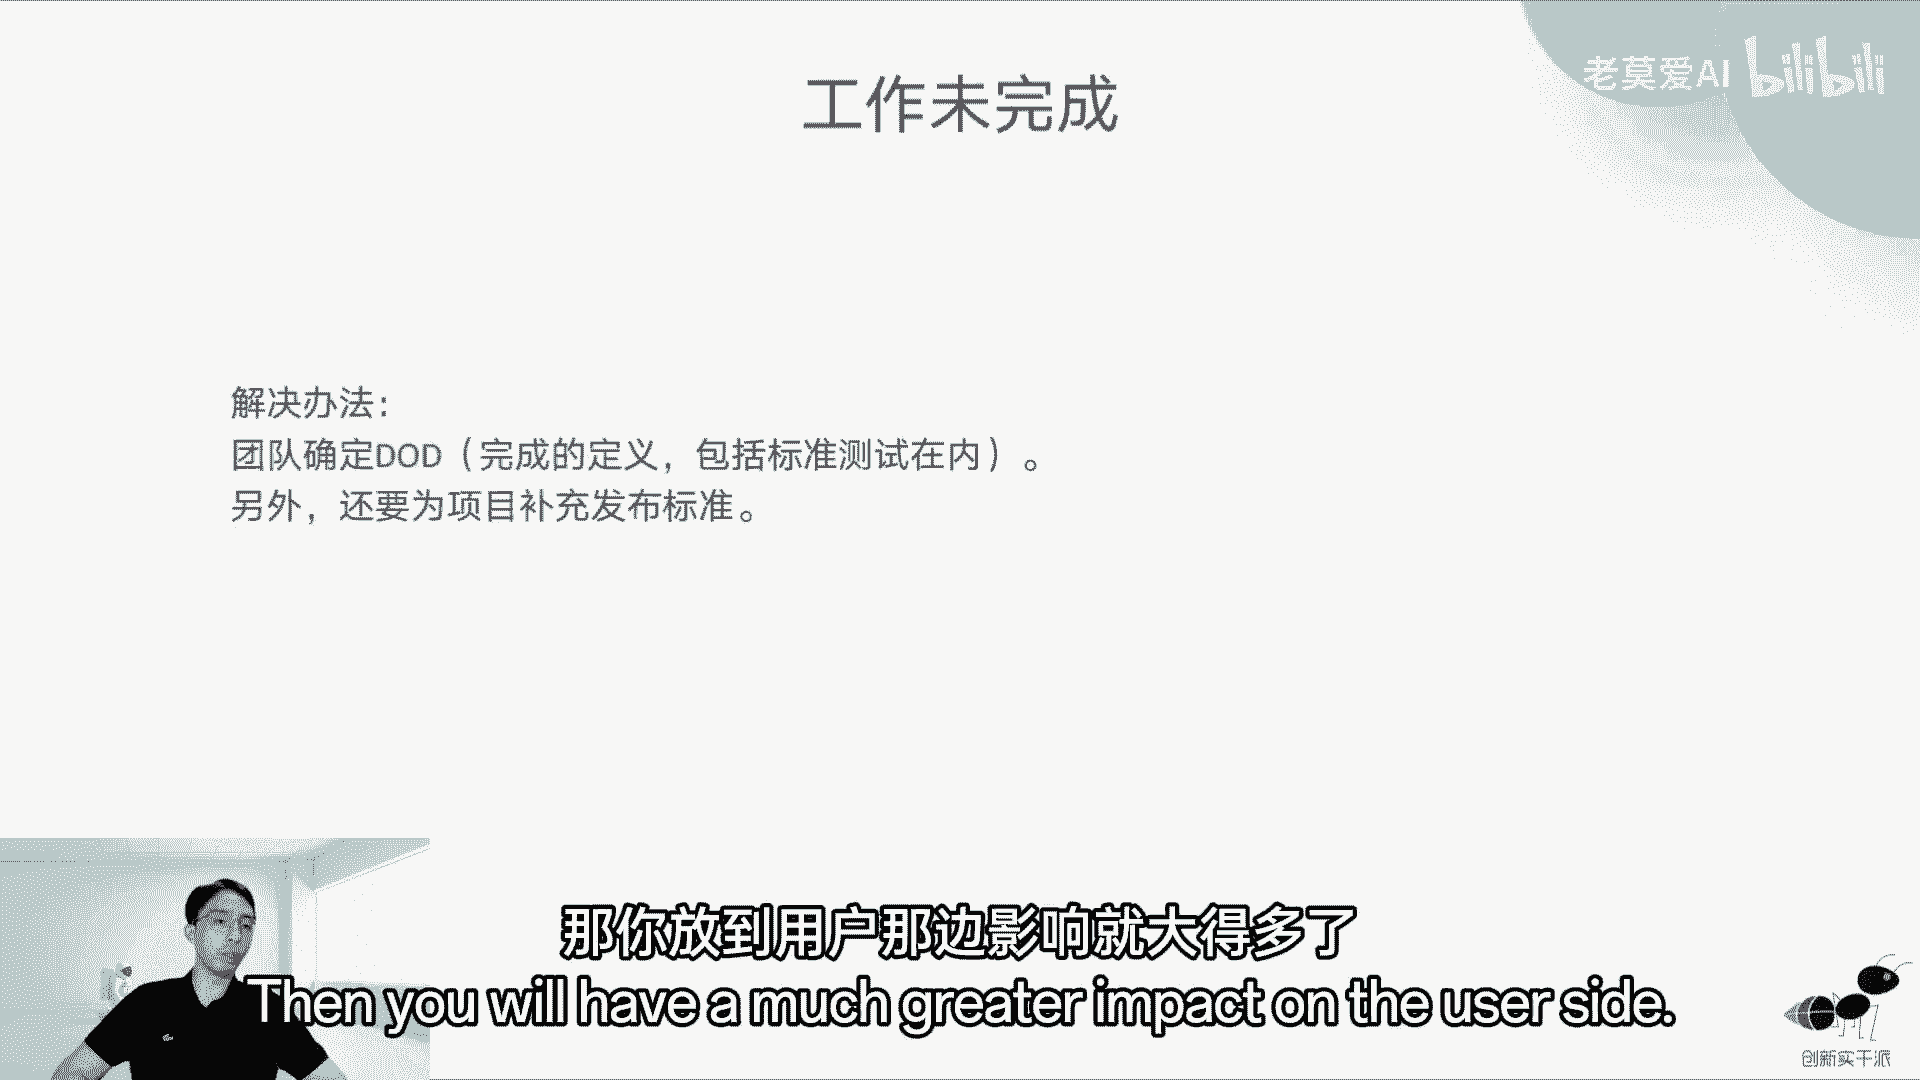 老莫爱AI bilibili
工作未完成
解决办法：
团队确定DOD（完成的定义，包括标准测试在内）。
另外，还要为项目补充发布标准。
那你放到用户那边影响就大得多了
Then you will have a much greater impact on the user side.
创新实干派